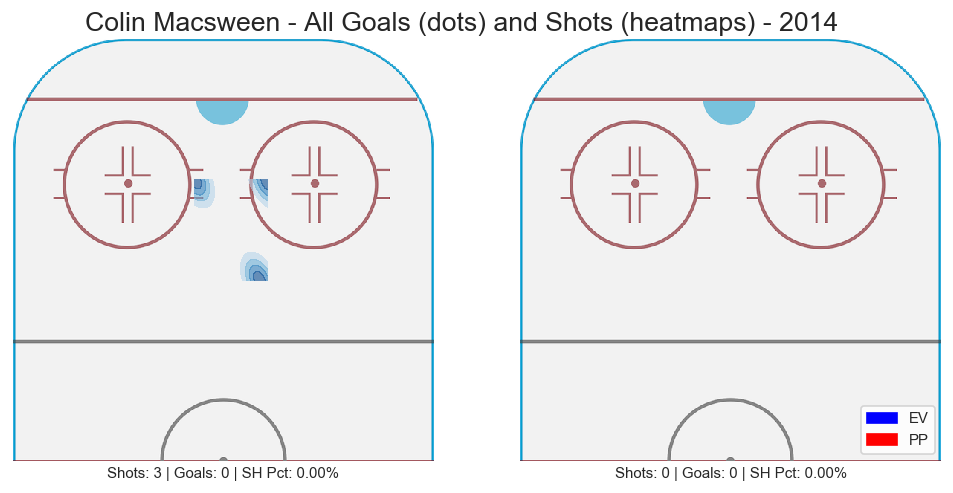 Colin Macsween - All Goals (dots) and Shots (heatmaps) - 2014
EV
PP
Shots: 3 | Goals: 0 | SH Pct: 0.00%
Shots: 0 | Goals: 0 | SH Pct: 0.00%